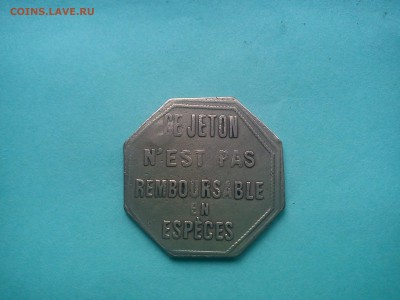 COINS.LAVE.RU
CE JETON
N'EST PAS
REMBOURSABLE
EN
ESPÈCES